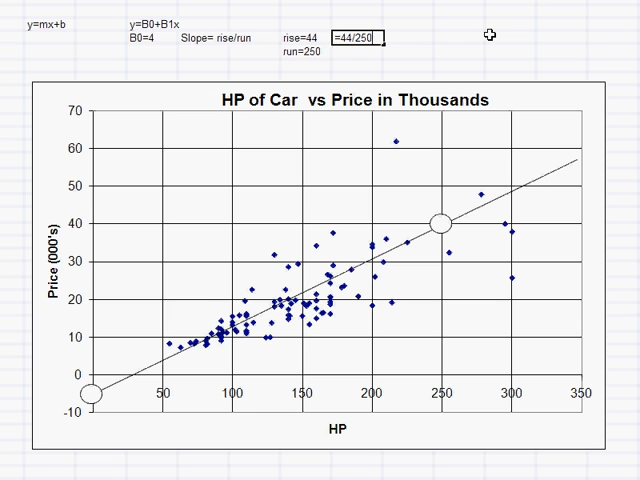 y=mx+b y=B0+B1x
B0=4 Slope= rise/run rise=44 =44/250
run=250
HP of Car vs Price in Thousands
70
60
50
40
30
20
10
0
-10
Price (000's)
0 50 100 150 200 250 300 350
HP